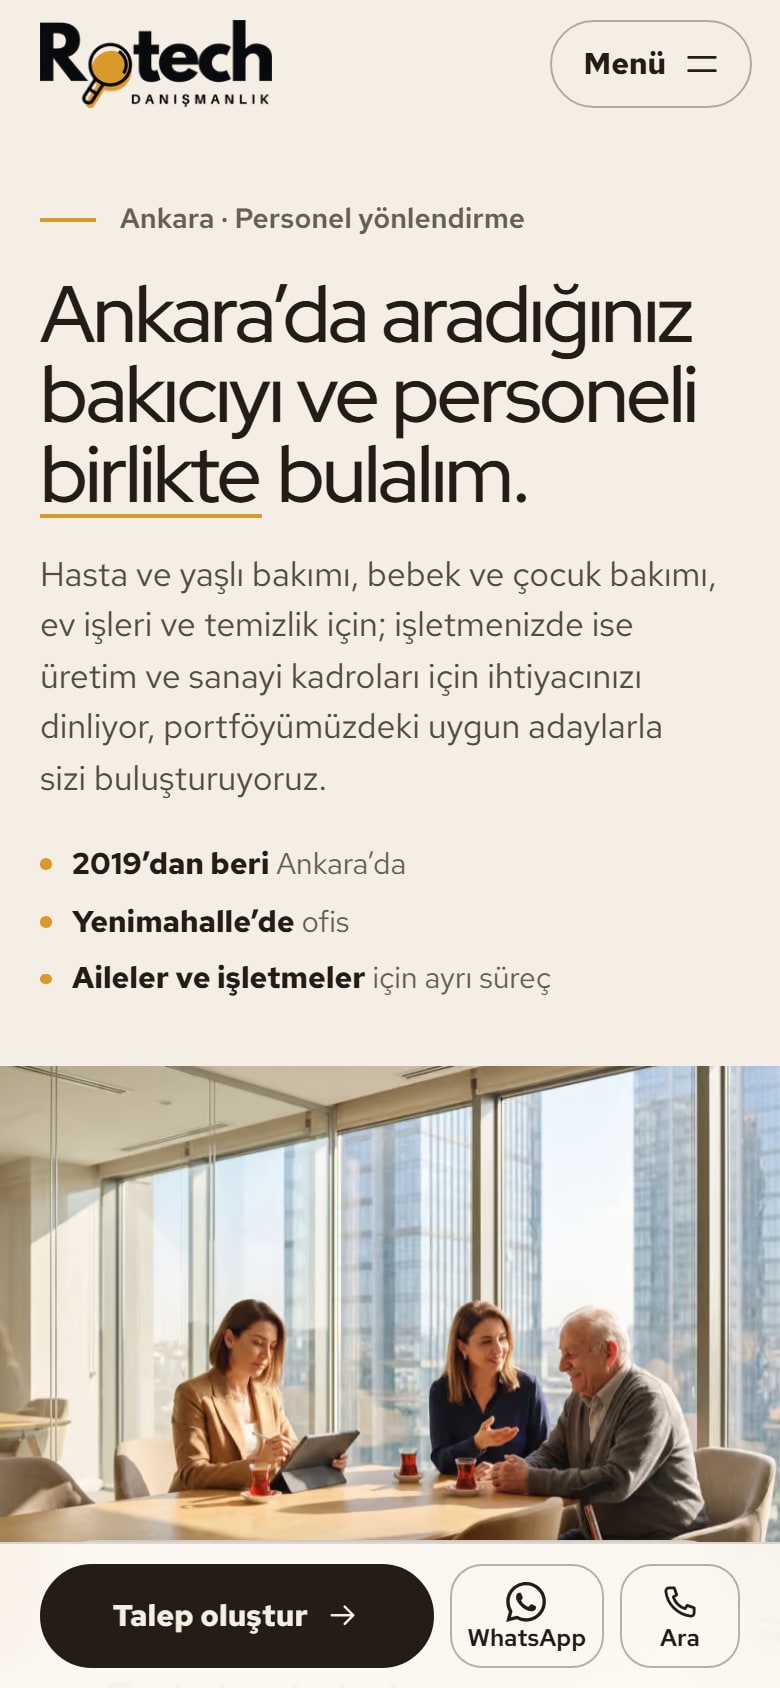 Rotech
DANIŞMANLIK
Menü
Ankara · Personel yönlendirme
Ankara’da aradığınız
bakıcıyı ve personeli
birlikte bulalım.
Hasta ve yaşlı bakımı, bebek ve çocuk bakımı,
ev işleri ve temizlik için; işletmenizde ise
üretim ve sanayi kadroları için ihtiyacınızı
dinliyor, portföyümüzdeki uygun adaylarla
sizi buluşturuyoruz.
2019’dan beri Ankara’da
Yenimahalle’de ofis
Aileler ve işletmeler için ayrı süreç
Talep oluştur →
WhatsApp
Ara